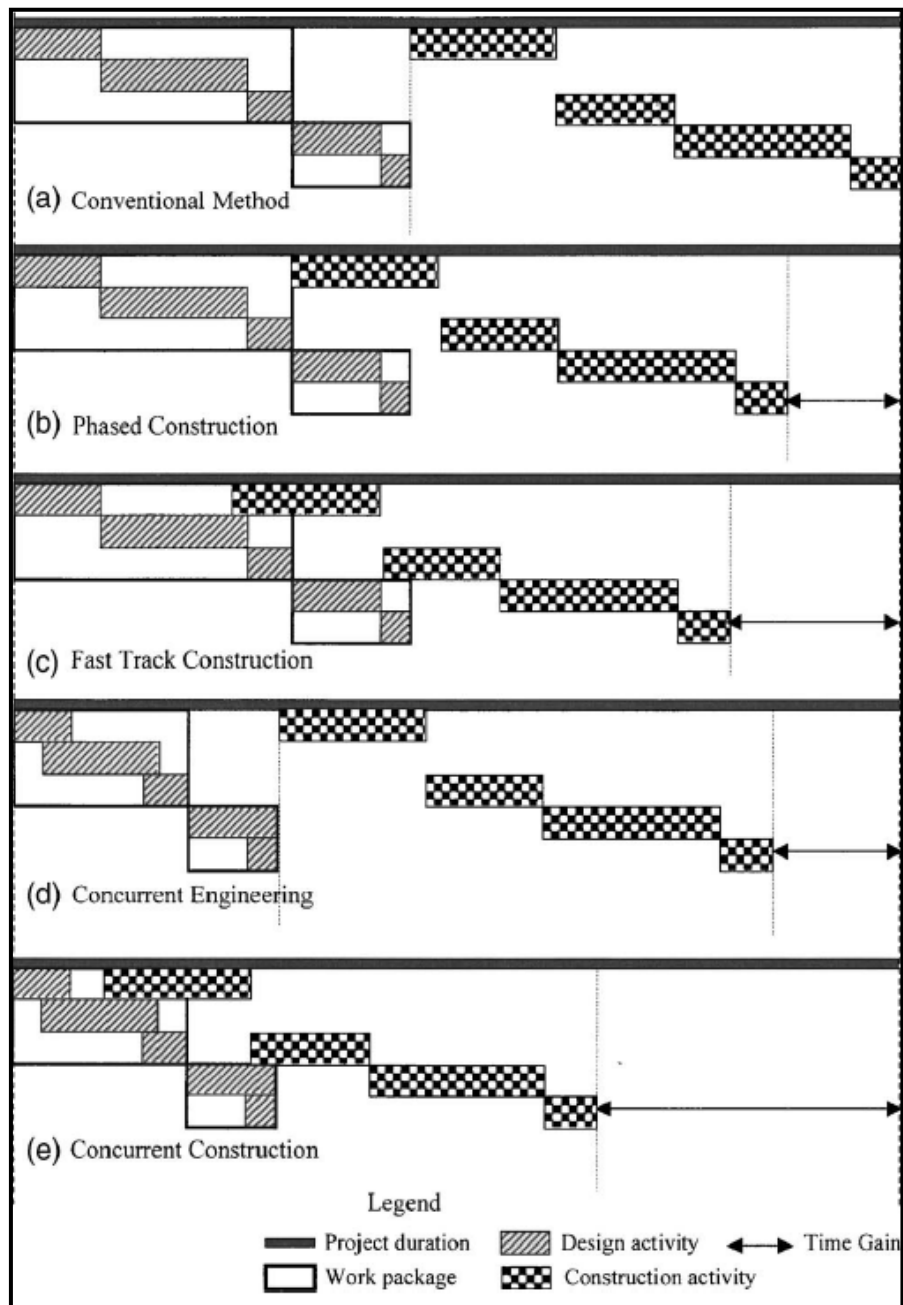 (a) Conventional Method
(b) Phased Construction
(c) Fast Track Construction
(d) Concurrent Engineering
(e) Concurrent Construction
Legend
Project duration Design activity Time Gain
Work package Construction activity